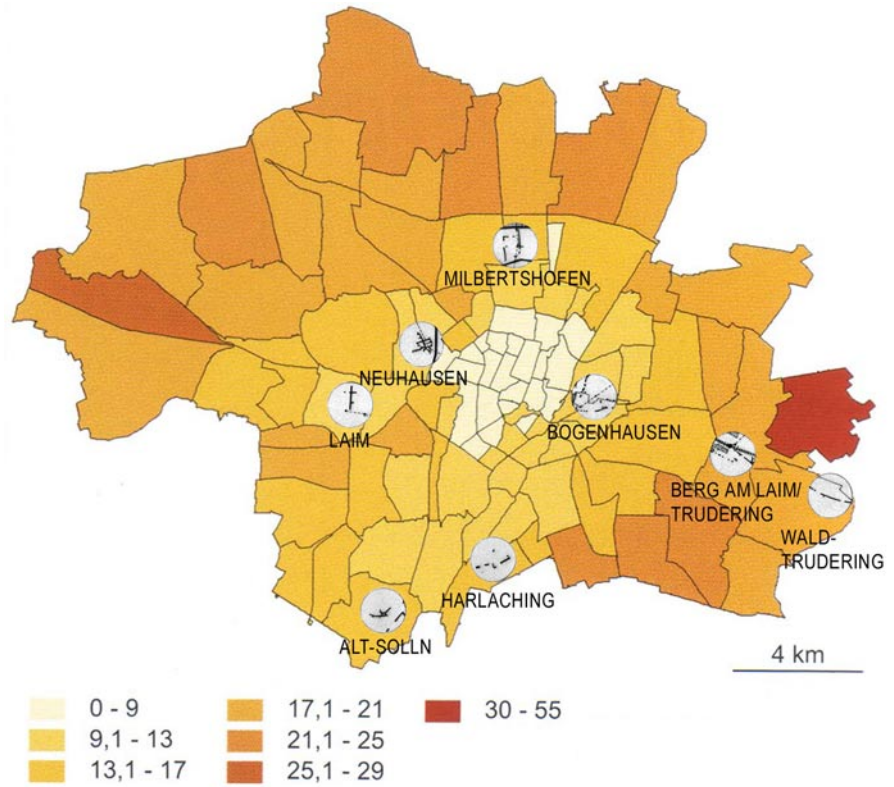 MILBERTSHOFEN
NEUHAUSEN
LAIM
BOGENHAUSEN
BERG AM LAIM/
TRUDERING
WALD-
TRUDERING
HARLACHING
ALT-SOLLN
4 km
0 - 9
9,1 - 13
13,1 - 17
17,1 - 21
21,1 - 25
25,1 - 29
30 - 55